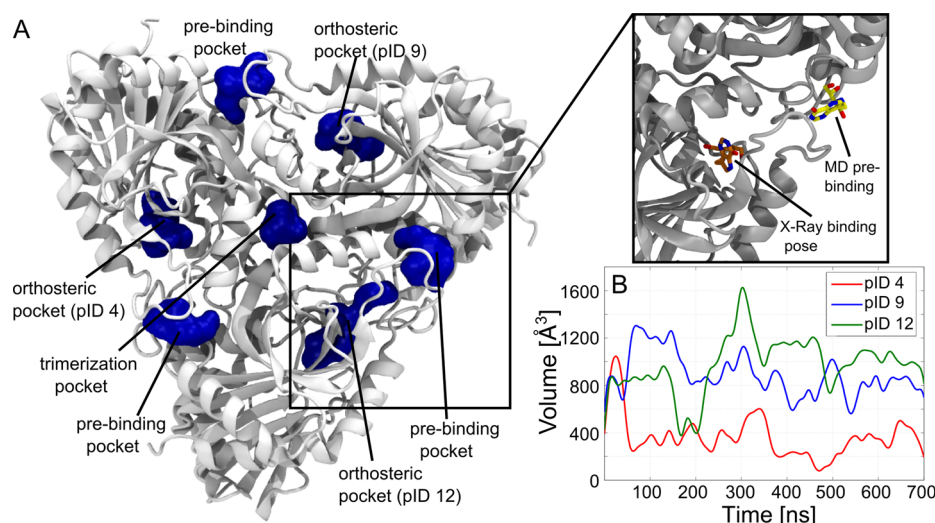 A
pre-binding
pocket
orthosteric
pocket (pID 9)
orthosteric
pocket (pID 4)
trimerization
pocket
pre-binding
pocket
orthosteric
pocket (pID 12)
pre-binding
pocket
MD pre-
binding
X-Ray binding
pose
B
pID 4
pID 9
pID 12
Volume [Å³]
1600
1200
800
400
0
100 200 300 400 500 600 700
Time [ns]